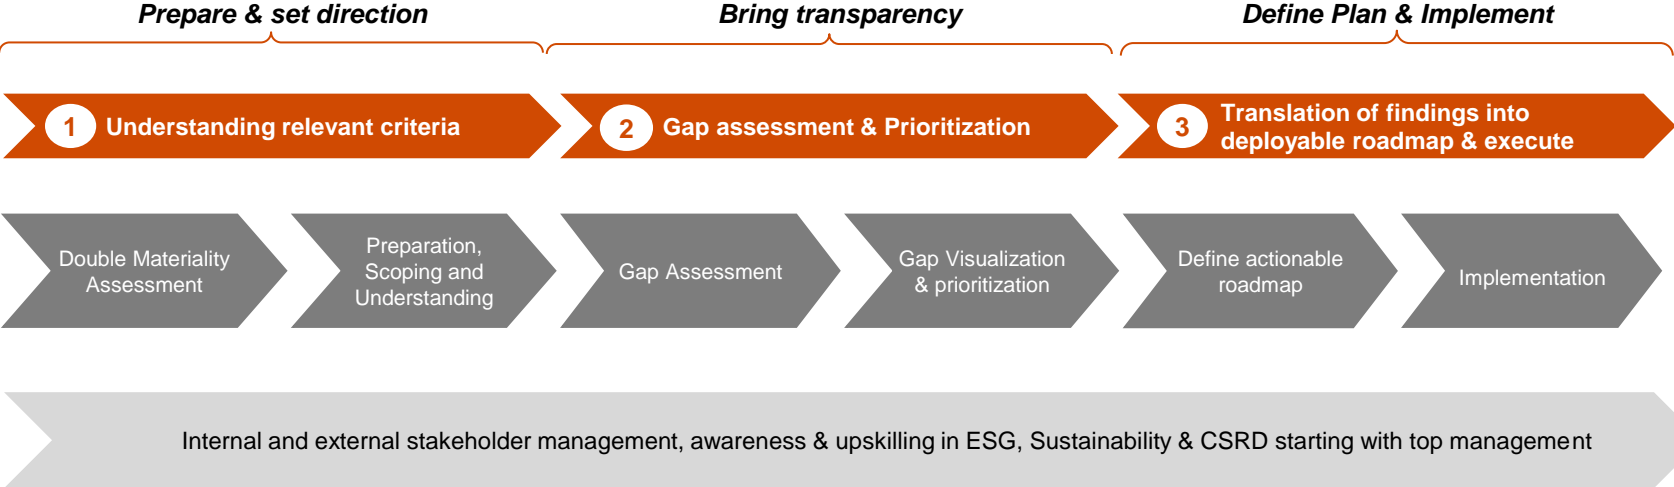 Prepare & set direction
Bring transparency
Define Plan & Implement
1
Understanding relevant criteria
2
Gap assessment & Prioritization
3
Translation of findings into
deployable roadmap & execute
Double Materiality
Assessment
Preparation,
Scoping and
Understanding
Gap Assessment
Gap Visualization
& prioritization
Define actionable
roadmap
Implementation
Internal and external stakeholder management, awareness & upskilling in ESG, Sustainability & CSRD starting with top management